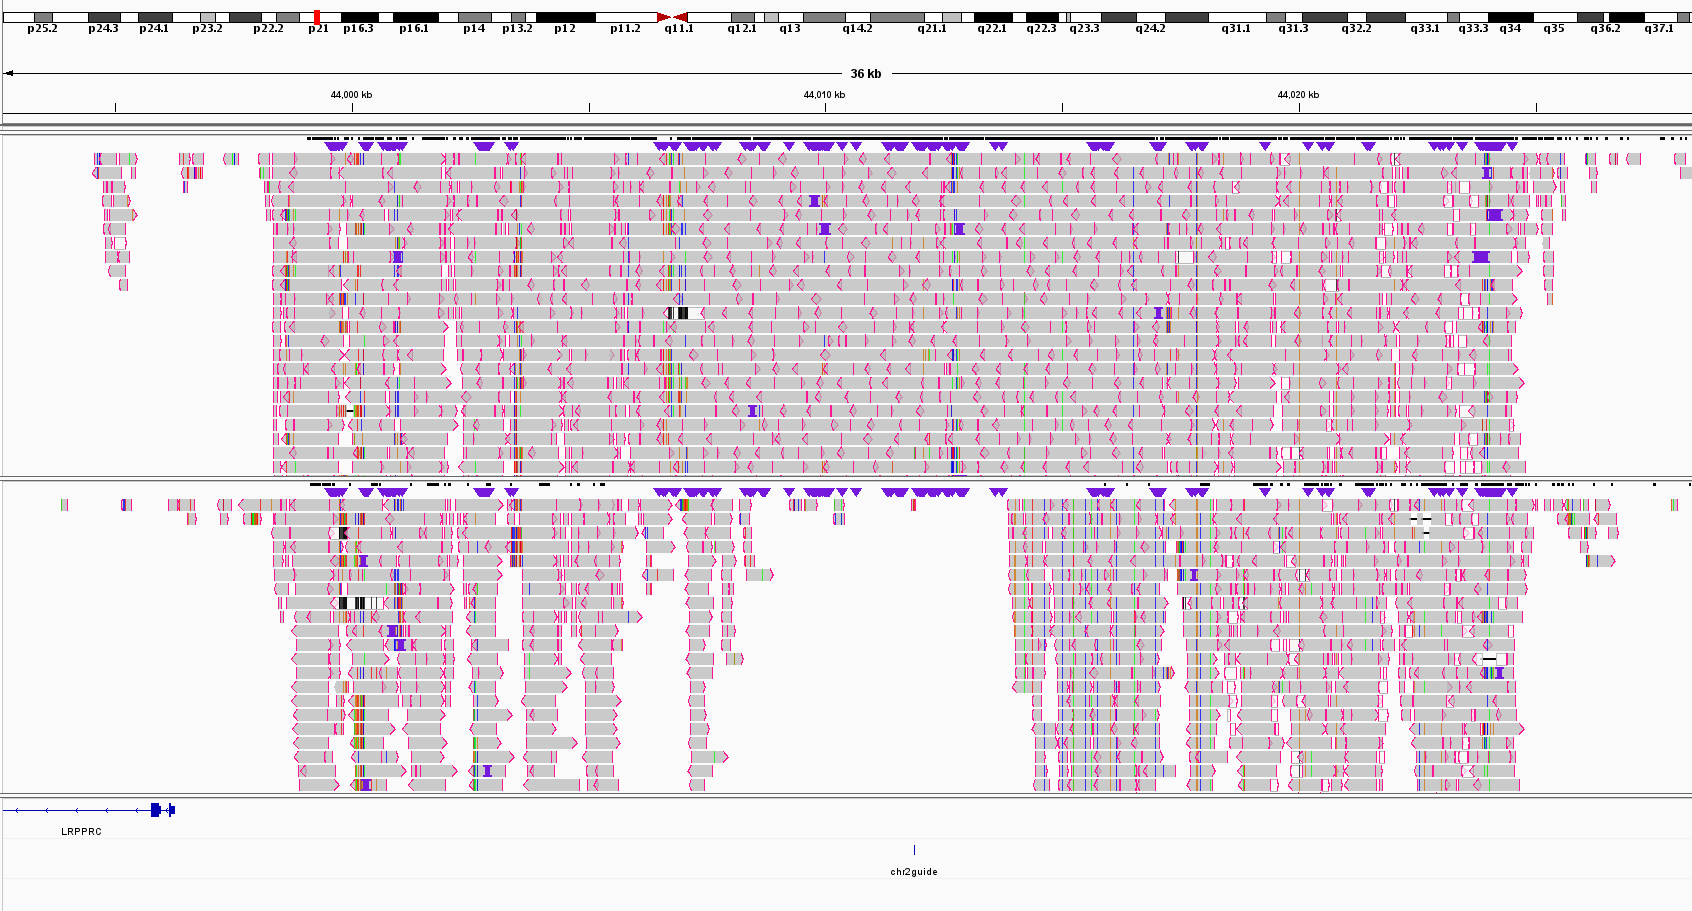 p25.2 p24.3 p24.1 p23.2 p22.2 p21 p16.3 p16.1 p14 p13.2 p12 p11.2 q11.1 q12.1 q13 q14.2 q21.1 q22.1 q22.3 q23.3 q24.2 q31.1 q31.3 q32.2 q33.1 q33.3 q34 q35 q36.2 q37.1
36 kb
44,000 kb 44,010 kb 44,020 kb
LRPPRC
chr2guide